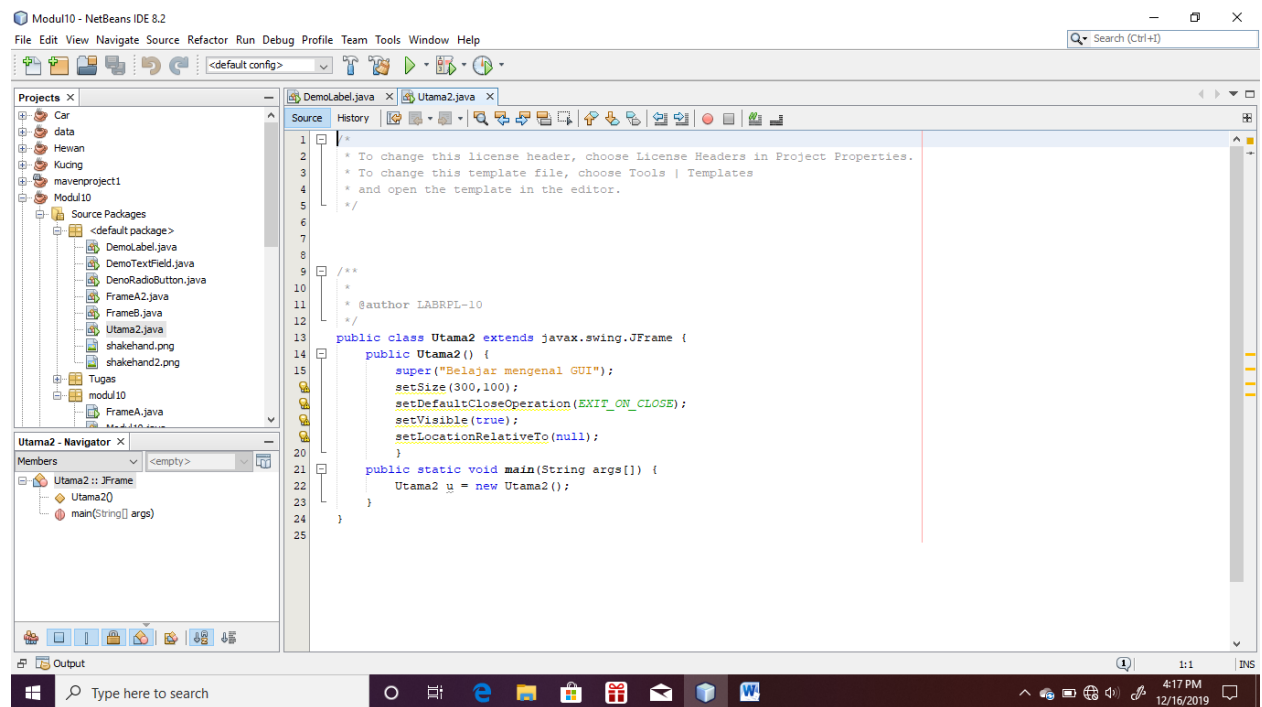 Modul10 - NetBeans IDE 8.2
File Edit View Navigate Source Refactor Run Debug Profile Team Tools Window Help
Search (Ctrl+I)
<default config>
Projects
Car
data
Hewan
Kucing
mavenproject1
Modul10
Source Packages
<default package>
DemoLabel.java
DemoTextField.java
DenoRadioButton.java
FrameA2.java
FrameB.java
Utama2.java
shakehand.png
shakehand2.png
Tugas
modul10
FrameA.java
Utama2 - Navigator
Members
<empty>
Utama2 :: JFrame
Utama2()
main(String[] args)
DemoLabel.java
Utama2.java
Source History
1 /*
2 * To change this license header, choose License Headers in Project Properties.
3 * To change this template file, choose Tools | Templates
4 * and open the template in the editor.
5 */
6
7
8
9 /**
10 *
11 * @author LABRPL-10
12 */
13 public class Utama2 extends javax.swing.JFrame {
14 public Utama2() {
15 super("Belajar mengenal GUI");
setSize(300,100);
setDefaultCloseOperation(EXIT_ON_CLOSE);
setVisible(true);
setLocationRelativeTo(null);
20 }
21 public static void main(String args[]) {
22 Utama2 u = new Utama2();
23 }
24 }
25
Output
1
1:1
INS
Type here to search
4:17 PM
12/16/2019